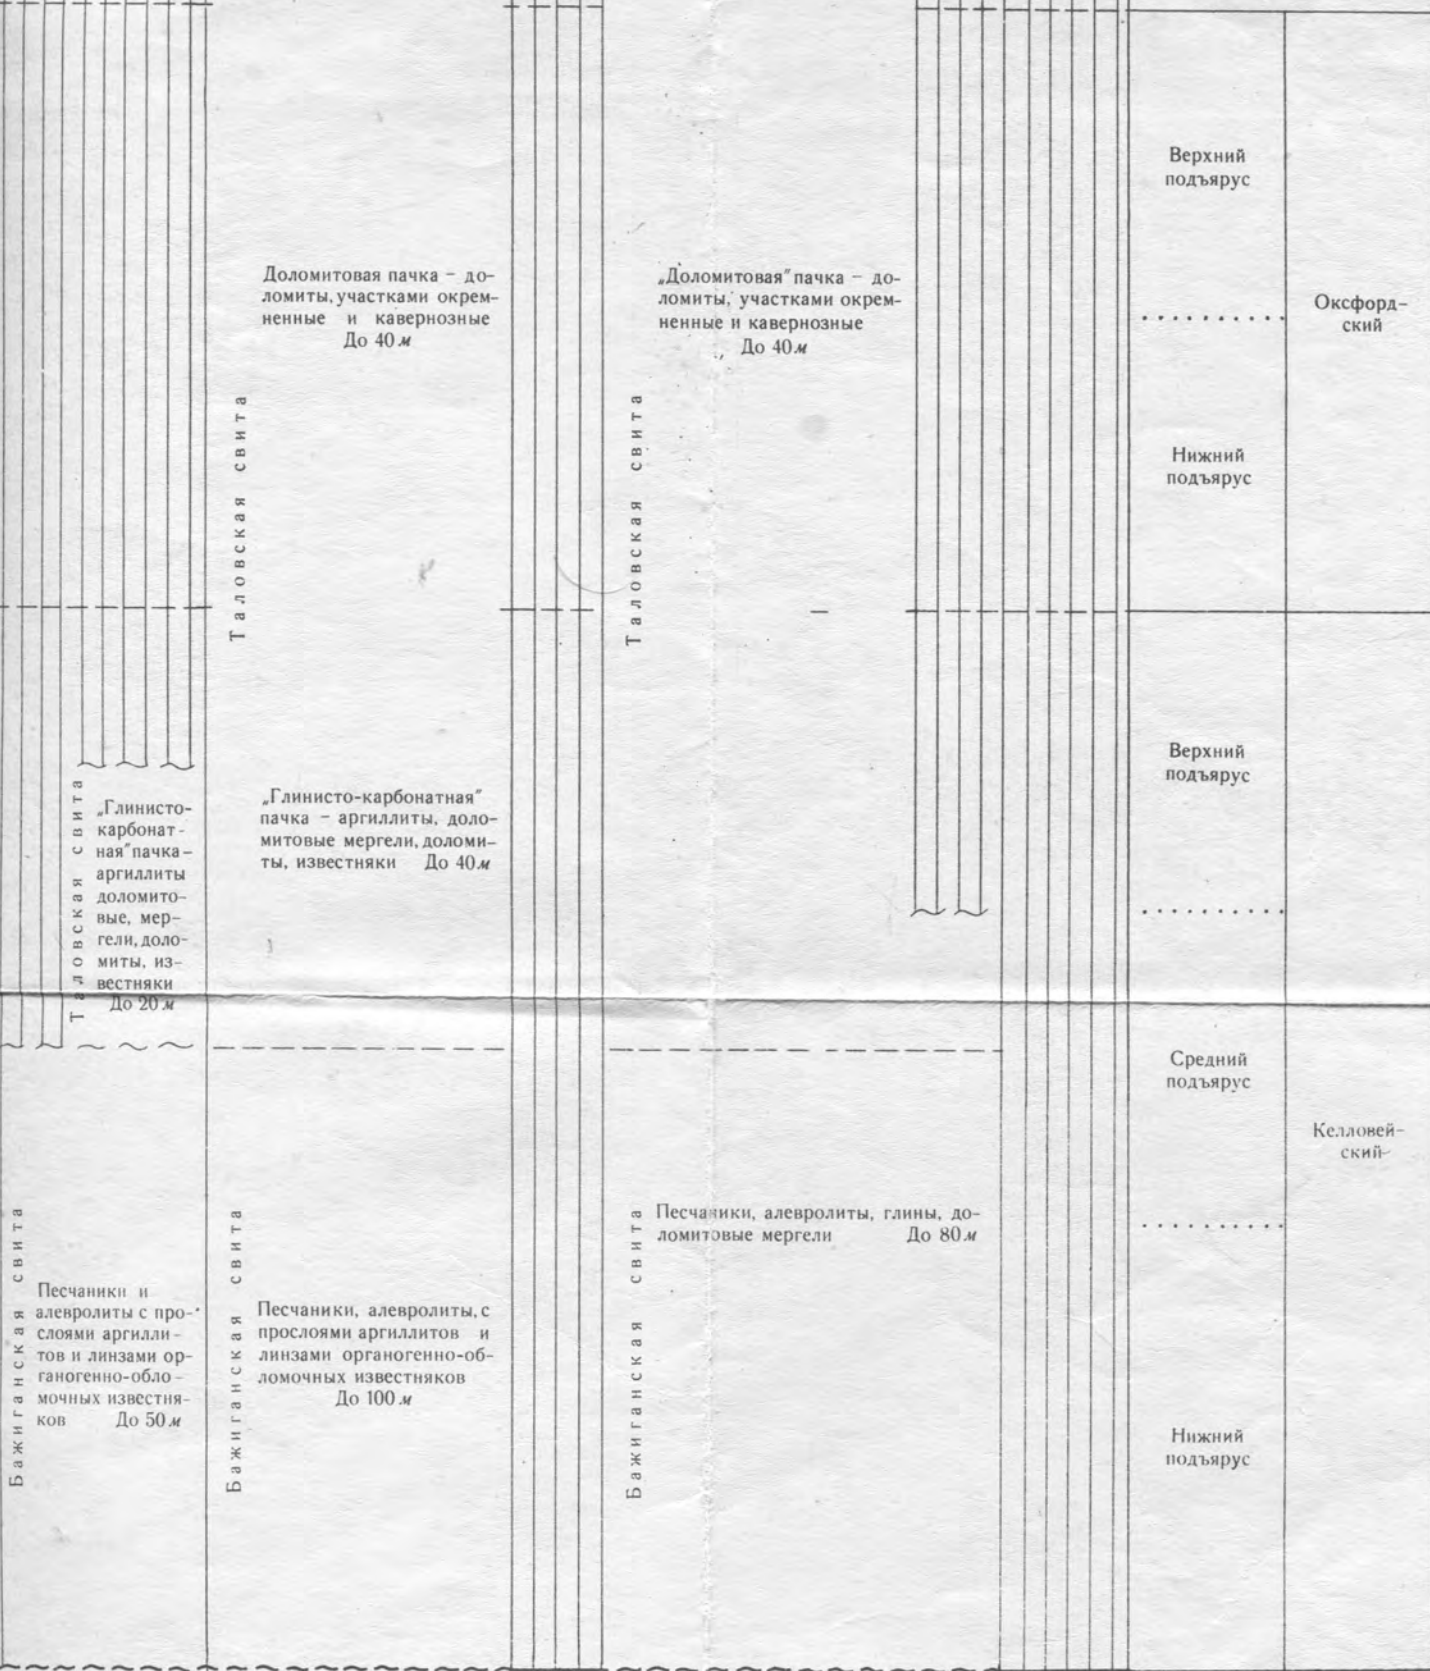 Верхний
подъярус
Доломитовая пачка – до-
ломиты, участками окрем-
ненные и кавернозные
До 40 м
„Доломитовая" пачка – до-
ломиты, участками окрем-
ненные и кавернозные
До 40 м
Оксфорд-
ский
Таловская свита
Таловская свита
Нижний
подъярус
Верхний
подъярус
Таловская свита
„Глинисто-
карбонат-
ная" пачка –
аргиллиты
доломито-
вые, мер-
гели, доло-
миты, из-
вестняки
До 20 м
„Глинисто-карбонатная"
пачка – аргиллиты, доло-
митовые мергели, доломи-
ты, известняки До 40 м
Средний
подъярус
Келловей-
ский
Бажиганская свита
Песчаники и
алевролиты с про-
слоями аргилли-
тов и линзами ор-
ганогенно-обло-
мочных известня-
ков До 50 м
Бажиганская свита
Песчаники, алевролиты, с
прослоями аргиллитов и
линзами органогенно-об-
ломочных известняков
До 100 м
Бажиганская свита
Песчаники, алевролиты, глины, до-
ломитовые мергели До 80 м
Нижний
подъярус